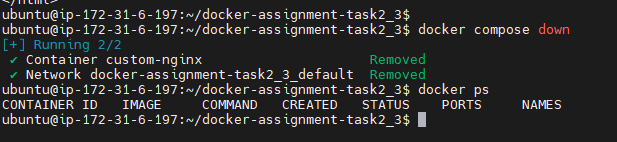 </html>
ubuntu@ip-172-31-6-197:~/docker-assignment-task2_3$
ubuntu@ip-172-31-6-197:~/docker-assignment-task2_3$ docker compose down
[+] Running 2/2
✔ Container custom-nginx Removed
✔ Network docker-assignment-task2_3_default Removed
ubuntu@ip-172-31-6-197:~/docker-assignment-task2_3$ docker ps
CONTAINER ID IMAGE COMMAND CREATED STATUS PORTS NAMES
ubuntu@ip-172-31-6-197:~/docker-assignment-task2_3$